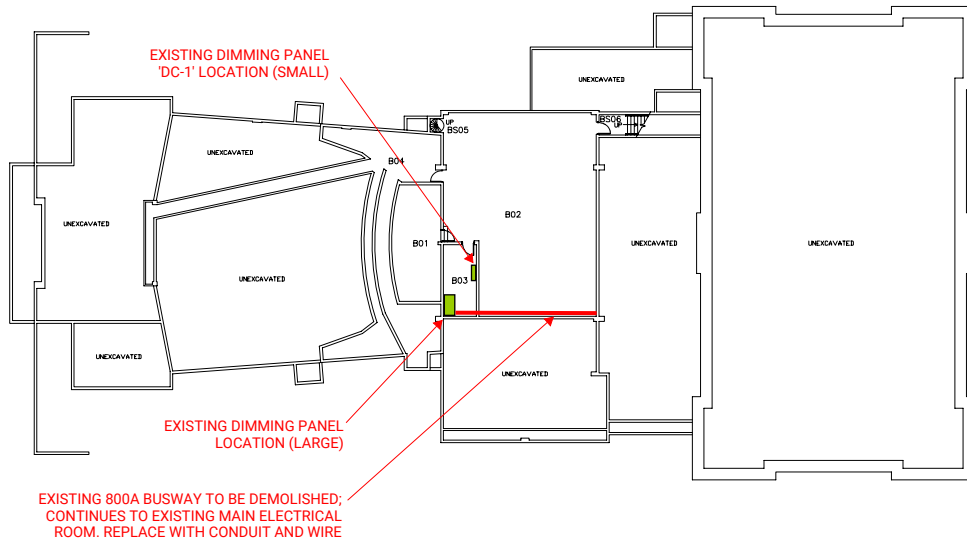 EXISTING DIMMING PANEL
'DC-1' LOCATION (SMALL)
UNEXCAVATED
UP
BS05
BS06
UP
UNEXCAVATED
B04
B02
UNEXCAVATED
B01
UNEXCAVATED
UNEXCAVATED
UNEXCAVATED
B03
UNEXCAVATED
UNEXCAVATED
EXISTING DIMMING PANEL
LOCATION (LARGE)
EXISTING 800A BUSWAY TO BE DEMOLISHED;
CONTINUES TO EXISTING MAIN ELECTRICAL
ROOM. REPLACE WITH CONDUIT AND WIRE